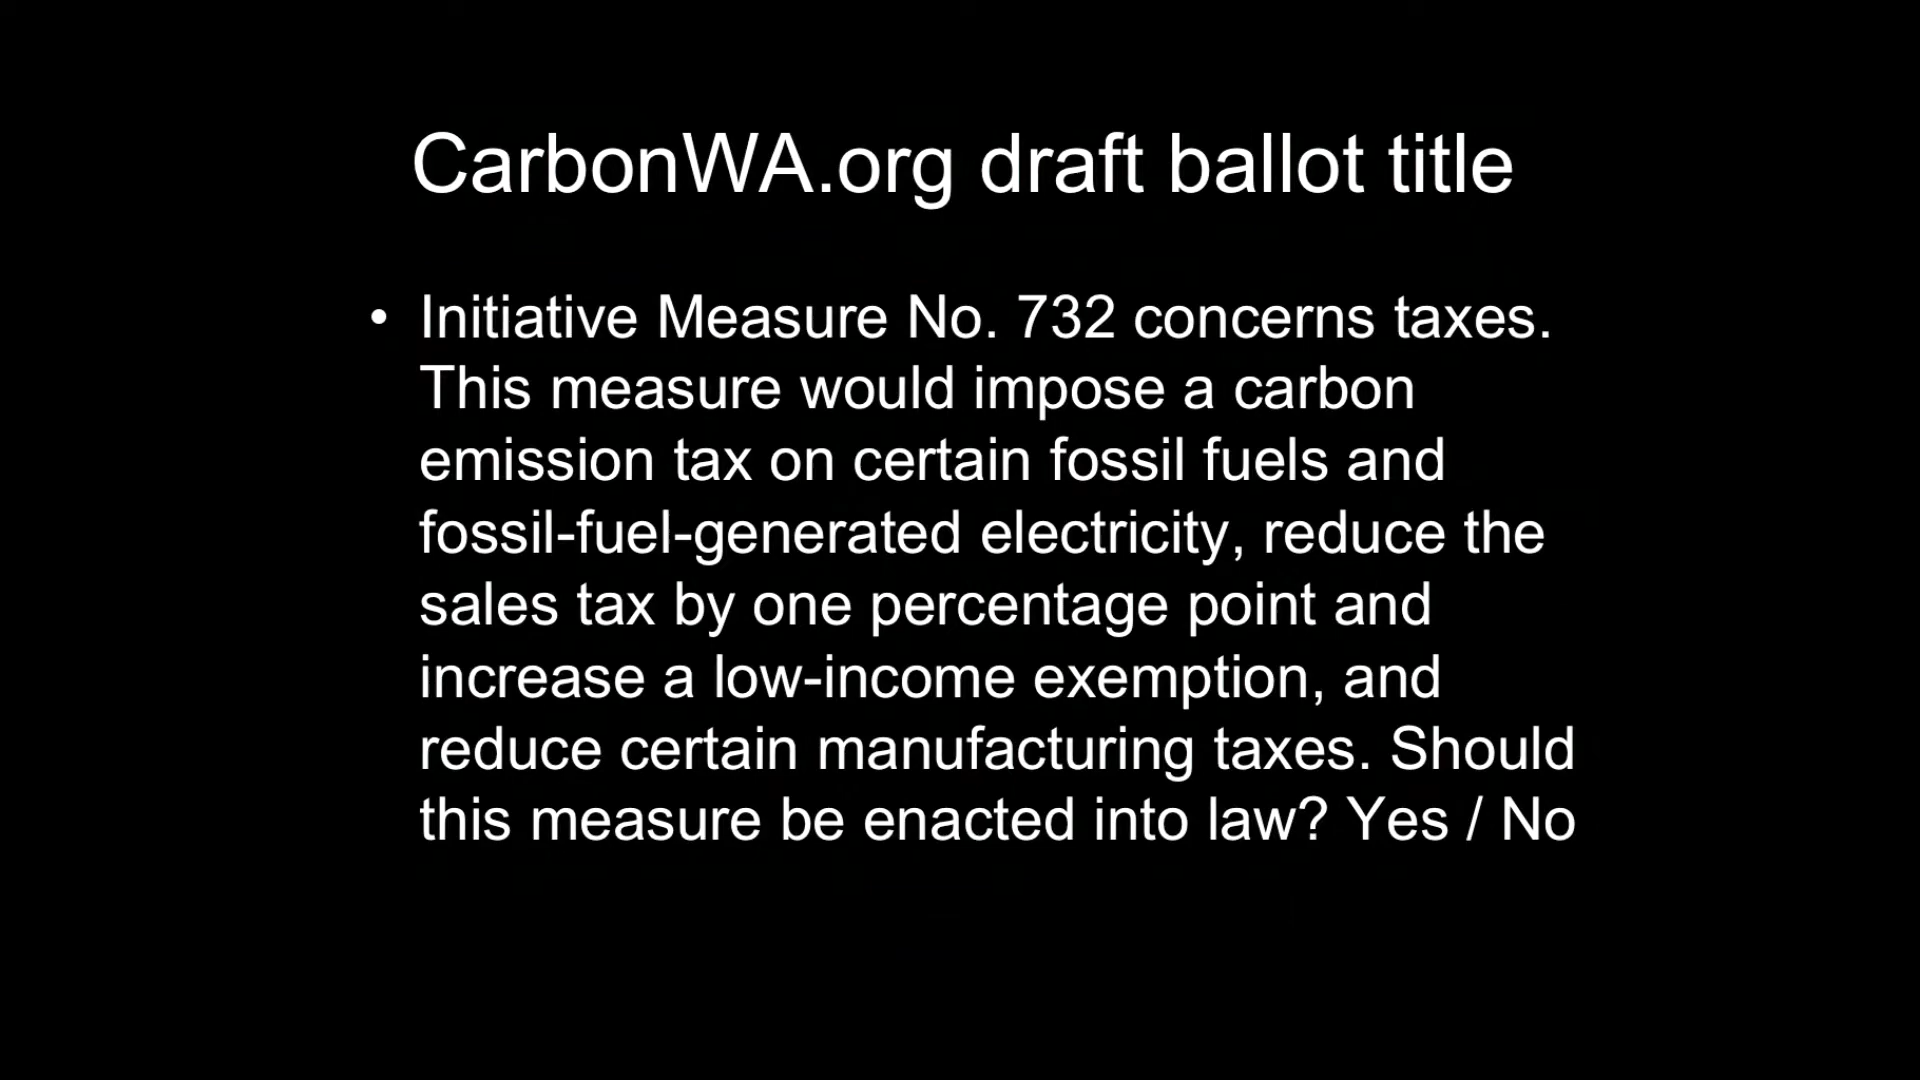 CarbonWA.org draft ballot title
• Initiative Measure No. 732 concerns taxes.
This measure would impose a carbon
emission tax on certain fossil fuels and
fossil-fuel-generated electricity, reduce the
sales tax by one percentage point and
increase a low-income exemption, and
reduce certain manufacturing taxes. Should
this measure be enacted into law? Yes / No